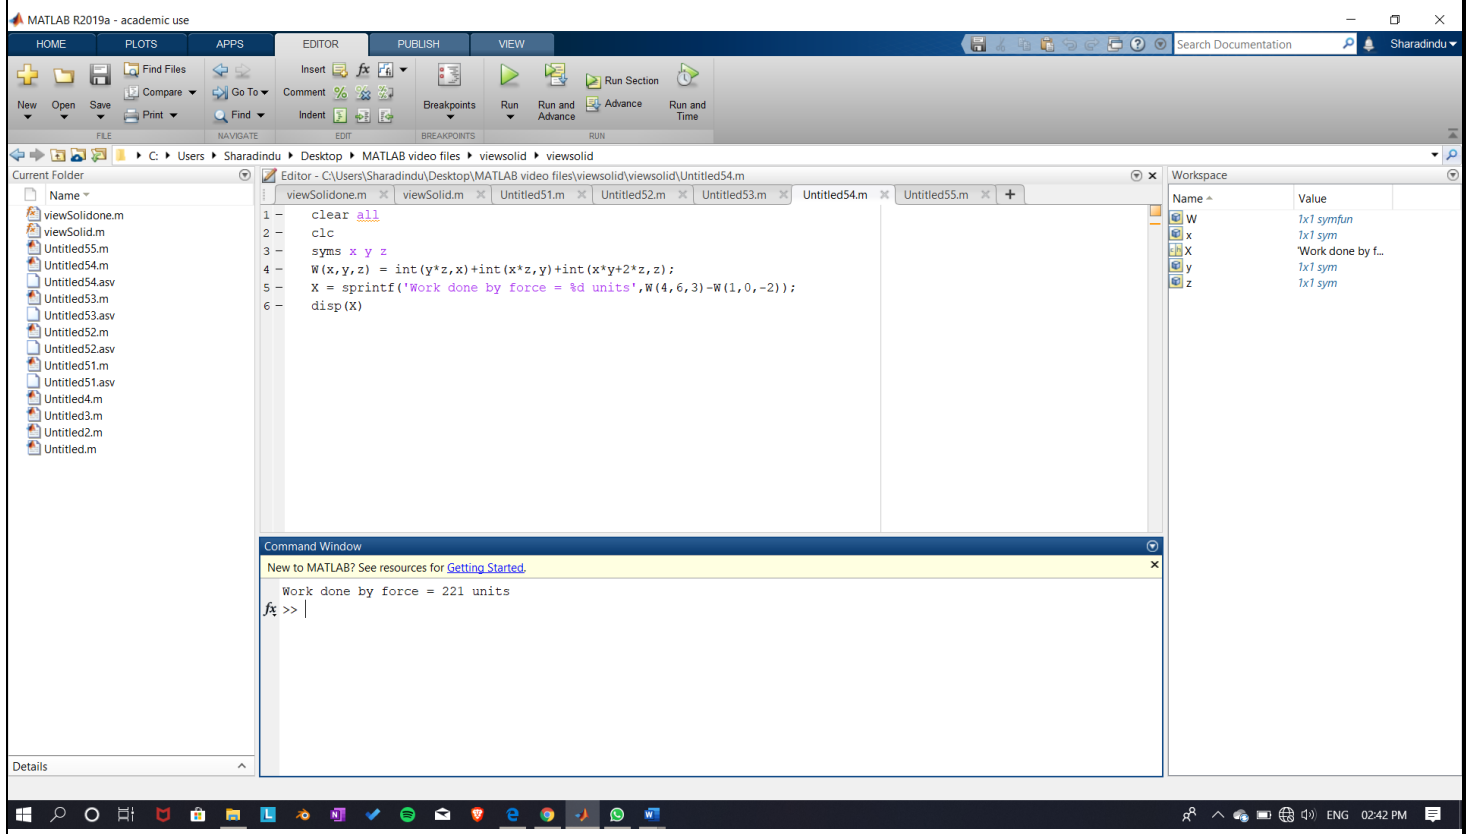 MATLAB R2019a - academic use
HOME PLOTS APPS EDITOR PUBLISH VIEW Search Documentation Sharadindu
Find Files Insert fx Run Section
Compare Go To Comment Advance
New Open Save Print Find Indent Breakpoints Run Run and Advance Run and Time
FILE NAVIGATE EDIT BREAKPOINTS RUN
C: Users Sharadindu Desktop MATLAB video files viewsolid viewsolid
Current Folder
Name
viewSolidone.m
viewSolid.m
Untitled55.m
Untitled54.m
Untitled54.asv
Untitled53.m
Untitled53.asv
Untitled52.m
Untitled52.asv
Untitled51.m
Untitled51.asv
Untitled4.m
Untitled3.m
Untitled2.m
Untitled.m
Details
Editor - C:\Users\Sharadindu\Desktop\MATLAB video files\viewsolid\viewsolid\Untitled54.m
viewSolidone.m viewSolid.m Untitled51.m Untitled52.m Untitled53.m Untitled54.m Untitled55.m
1 - clear all
2 - clc
3 - syms x y z
4 - W(x,y,z) = int(y*z,x)+int(x*z,y)+int(x*y+2*z,z);
5 - X = sprintf('Work done by force = %d units',W(4,6,3)-W(1,0,-2));
6 - disp(X)
Command Window
New to MATLAB? See resources for Getting Started.
Work done by force = 221 units
fx >>
Workspace
Name Value
W 1x1 symfun
x 1x1 sym
X 'Work done by f...
y 1x1 sym
z 1x1 sym
ENG 02:42 PM